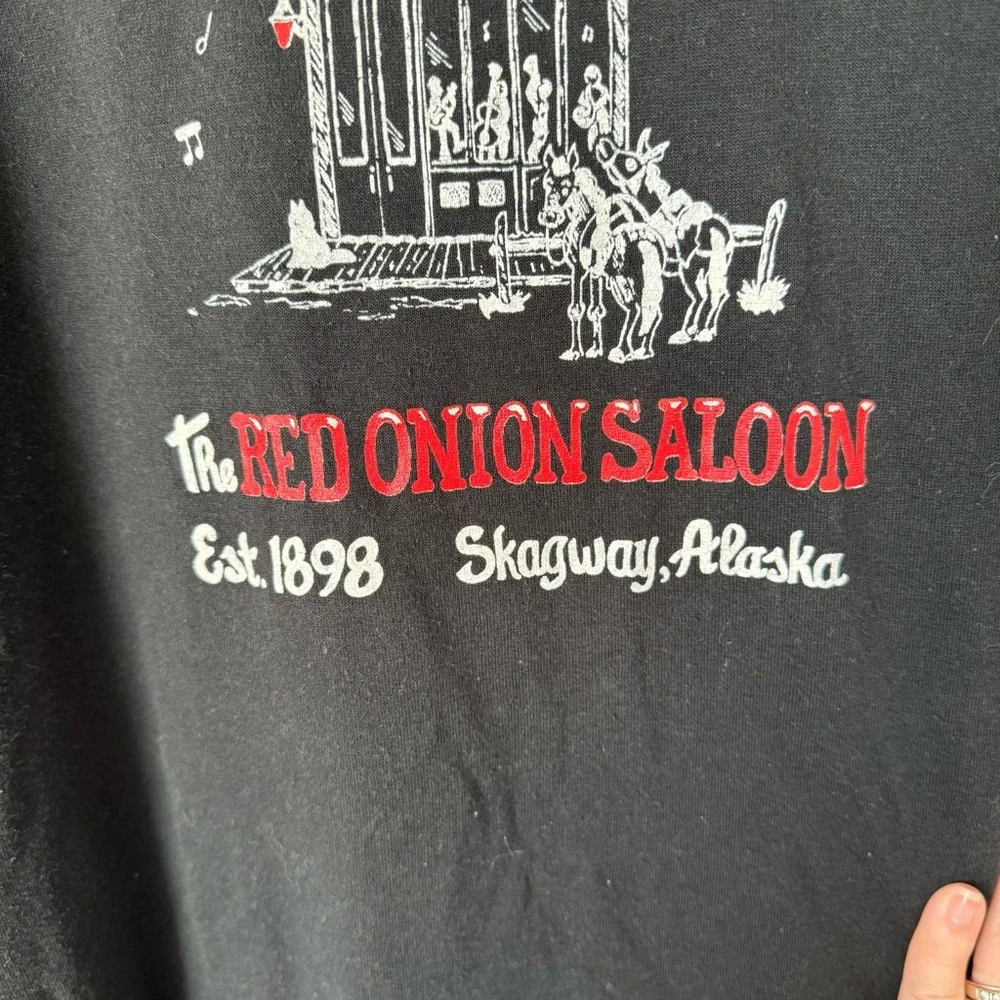 The RED ONION SALOON
Est. 1898 Skagway, Alaska